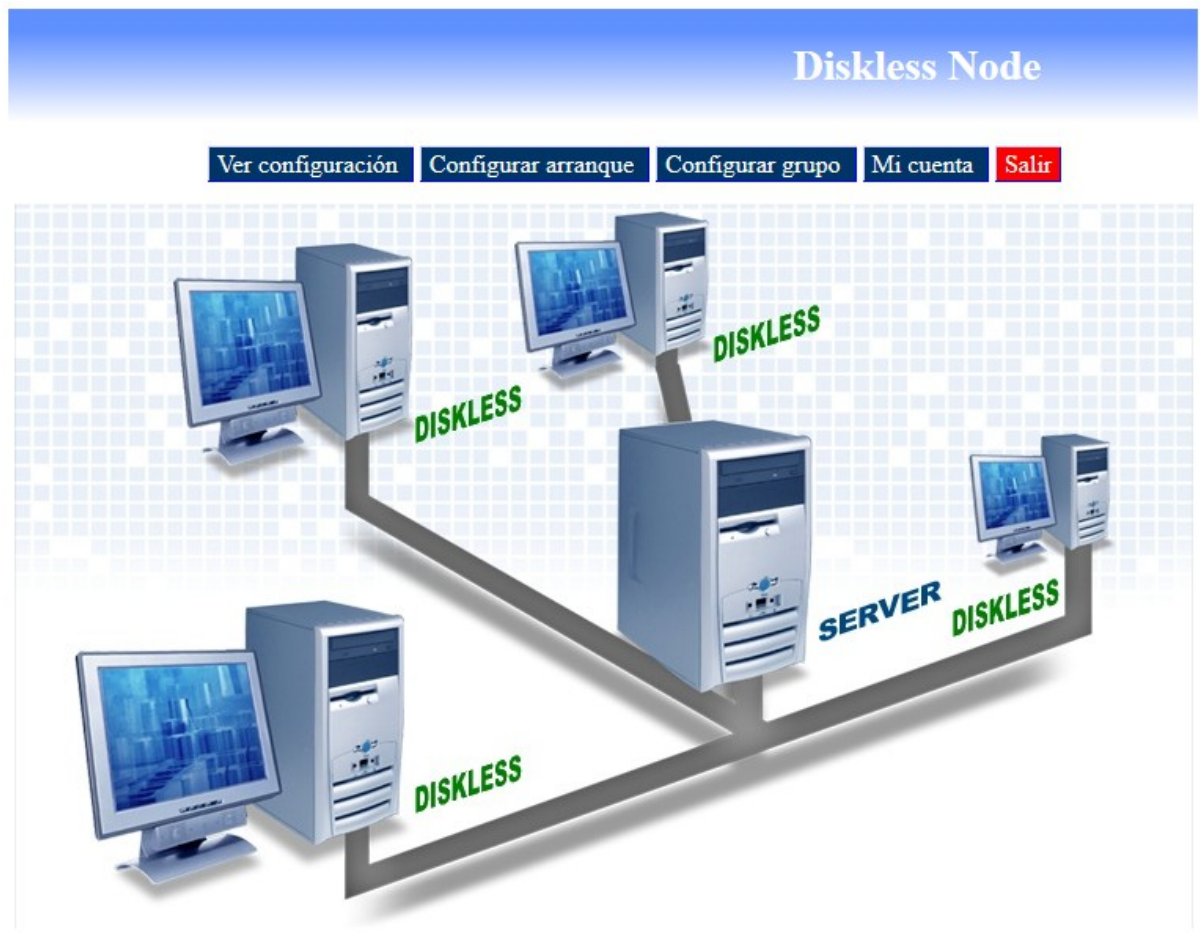 Diskless Node
Ver configuración Configurar arranque Configurar grupo Mi cuenta Salir
DISKLESS
DISKLESS
SERVER
DISKLESS
DISKLESS